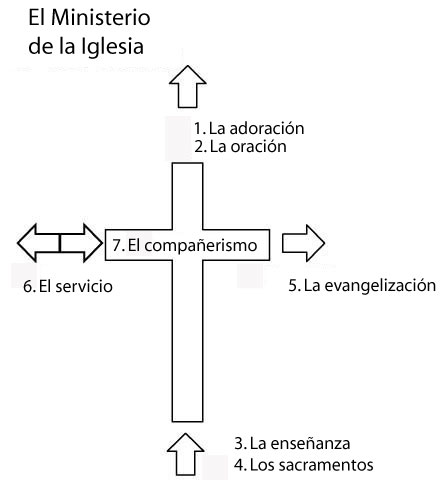 El Ministerio
de la Iglesia
1. La adoración
2. La oración
7. El compañerismo
6. El servicio
5. La evangelización
3. La enseñanza
4. Los sacramentos